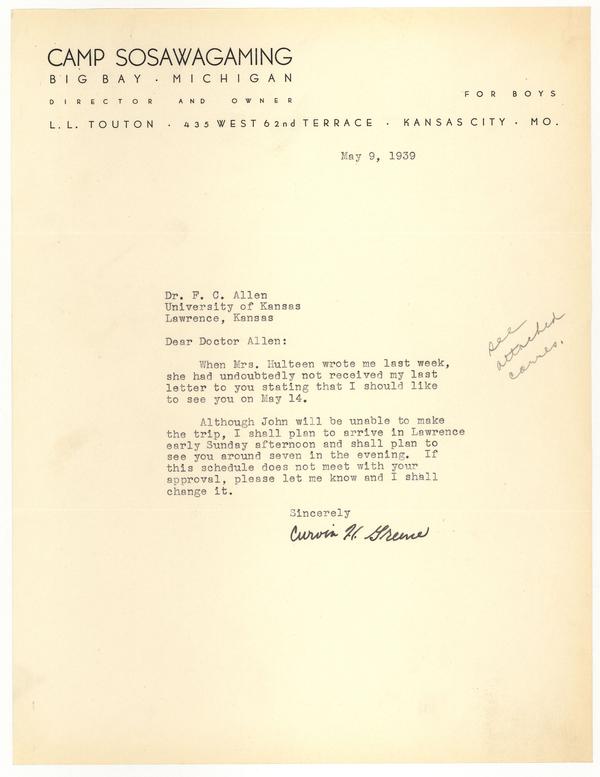 CAMP SOSAWAGAMING
BIG BAY · MICHIGAN
DIRECTOR AND OWNER
FOR BOYS
L. L. TOUTON · 435 WEST 62nd TERRACE · KANSAS CITY · MO.
May 9, 1939
Dr. F. C. Allen
University of Kansas
Lawrence, Kansas
Dear Doctor Allen:
see
attached
corres.
When Mrs. Hulteen wrote me last week,
she had undoubtedly not received my last
letter to you stating that I should like
to see you on May 14.
Although John will be unable to make
the trip, I shall plan to arrive in Lawrence
early Sunday afternoon and shall plan to
see you around seven in the evening. If
this schedule does not meet with your
approval, please let me know and I shall
change it.
Sincerely
Curvin H. Greene